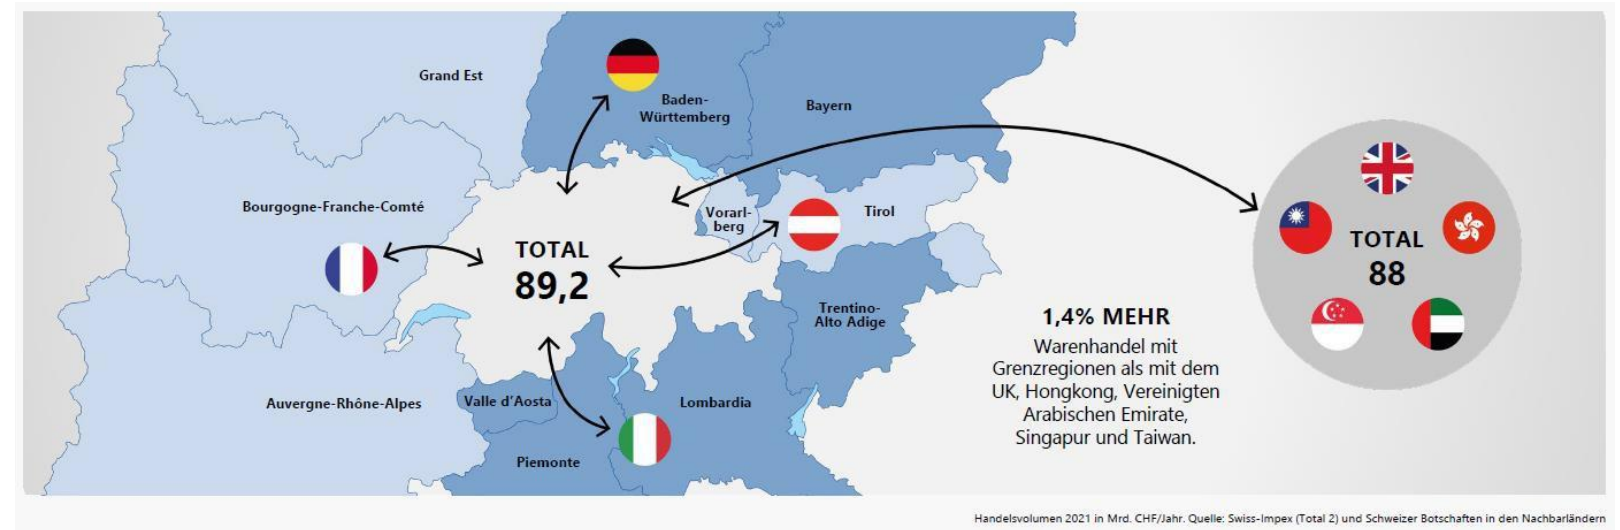 Grand Est
Baden-
Württemberg
Bayern
Bourgogne-Franche-Comté
Vorarl-
berg
Tirol
TOTAL
89,2
TOTAL
88
Trentino-
Alto Adige
1,4% MEHR
Warenhandel mit
Grenzregionen als mit dem
UK, Hongkong, Vereinigten
Arabischen Emirate,
Singapur und Taiwan.
Auvergne-Rhône-Alpes
Valle d'Aosta
Lombardia
Piemonte
Handelsvolumen 2021 in Mrd. CHF/Jahr. Quelle: Swiss-Impex (Total 2) und Schweizer Botschaften in den Nachbarländern